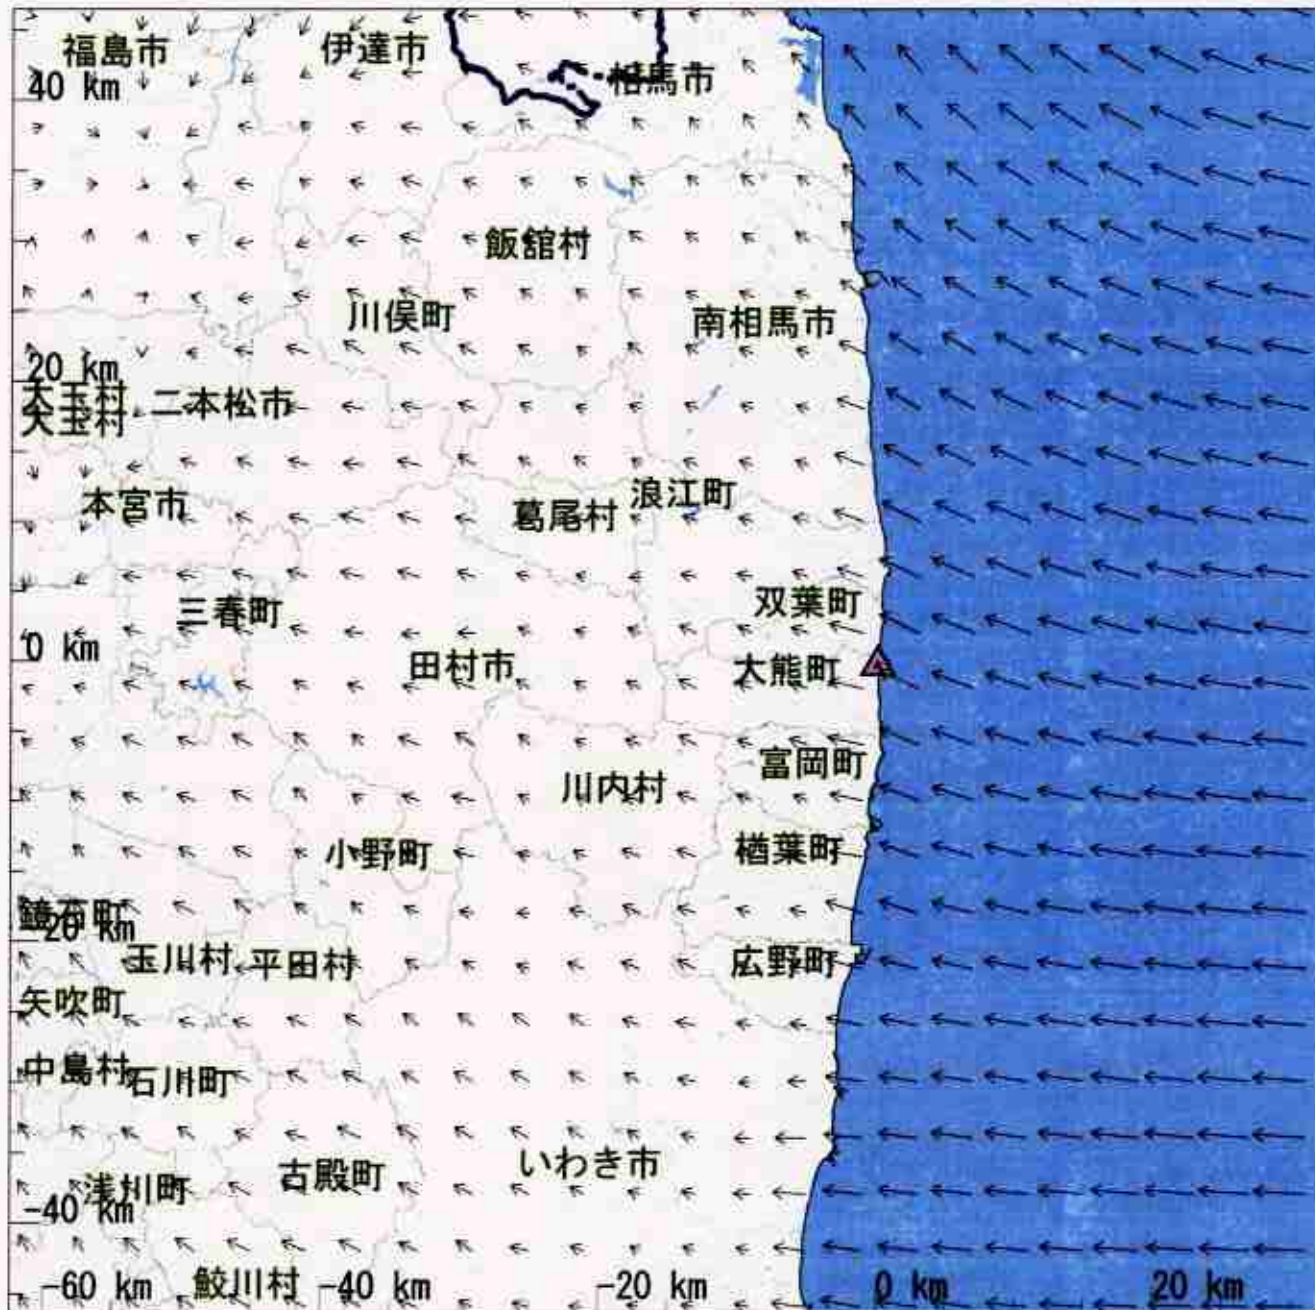 福島市
伊達市
相馬市
40 km
飯舘村
川俣町
南相馬市
20 km
大玉村
大玉村
二本松市
本宮市
葛尾村
浪江町
双葉町
三春町
0 km
田村市
大熊町
富岡町
川内村
小野町
楢葉町
鏡石町
-20 km
玉川村
平田村
広野町
矢吹町
中島村
石川町
いわき市
古殿町
浅川町
-40 km
-60 km
鮫川村
-40 km
-20 km
0 km
20 km